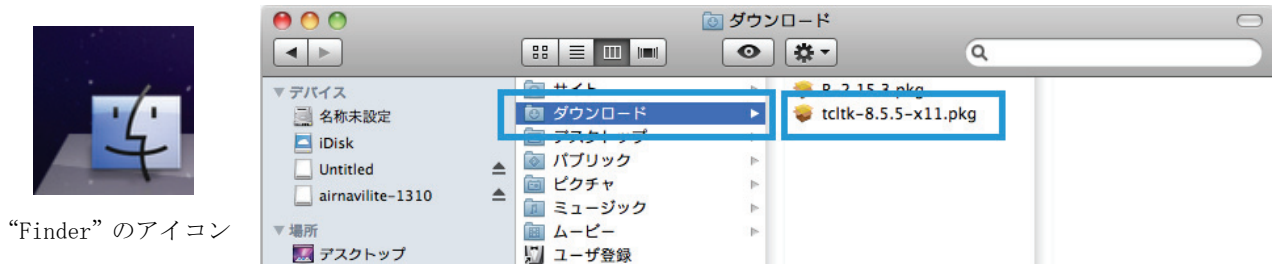 “Finder” のアイコン
ダウンロード
▼デバイス
名称未設定
iDisk
Untitled
airnavilite-1310
▼場所
デスクトップ
サイト
ダウンロード
デスクトップ
パブリック
ピクチャ
ミュージック
ムービー
ユーザ登録
R-2.15.3.pkg
tcltk-8.5.5-x11.pkg